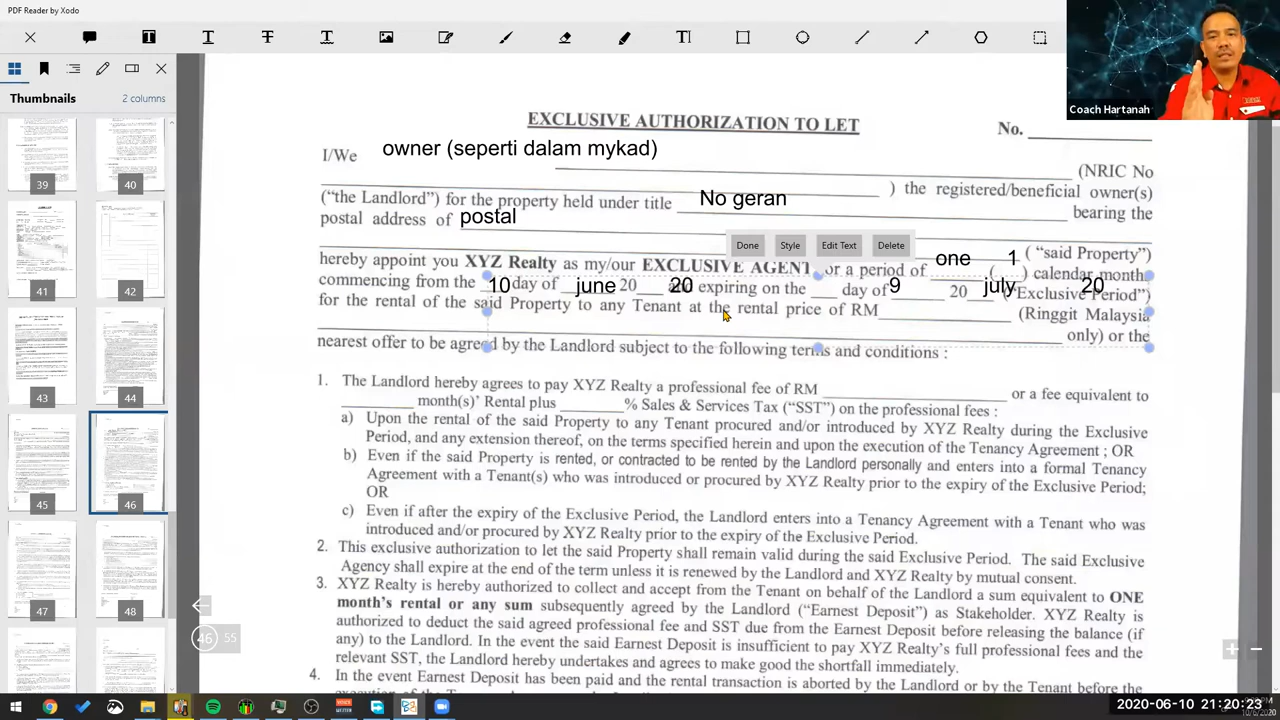 PDF Reader by Xodo
Thumbnails
2 columns
39
40
41
42
43
44
45
46
47
48
46 55
Coach Hartanah
EXCLUSIVE AUTHORIZATION TO LET
No.
I/We owner (seperti dalam mykad)
(NRIC No
) the registered/beneficial owner(s)
("the Landlord") for the property held under title No geran bearing the
postal address of postal
Done Style Edit Text Delete
( "said Property")
hereby appoint you XYZ Realty as my/our EXCLUSIVE AGENT or a period of one ( 1 ) calendar month
commencing from the 10 day of june 20 20 and expiring on the 9 day of july 20 20 ("Exclusive Period")
for the rental of the said Property to any Tenant at the rental price of RM
(Ringgit Malaysia
only) or the
nearest offer to be agreed by the Landlord subject to the following terms and conditions :
1. The Landlord hereby agrees to pay XYZ Realty a professional fee of RM or a fee equivalent to
month(s)' Rental plus % Sales & Services Tax ("SST") on the professional fees :
a) Upon the rental of the said Property to any Tenant procured and/or introduced by XYZ Realty during the Exclusive
Period, and any extension thereof, on the terms specified herein and upon the execution of the Tenancy Agreement ; OR
b) Even if the said Property is rented, or contracted to be rented by the Landlord personally and enters into a formal Tenancy
Agreement with a Tenant(s) who was introduced or procured by XYZ Realty prior to the expiry of the Exclusive Period;
OR
c) Even if after the expiry of the Exclusive Period, the Landlord enters into a Tenancy Agreement with a Tenant who was
introduced and/or procured by XYZ Realty prior to the expiry of the Exclusive Period.
2. This exclusive authorization to let the said Property shall remain valid during the said Exclusive Period. The said Exclusive
Agency shall expire at the end of the term unless it is renewed by the Landlord and XYZ Realty by mutual consent.
3. XYZ Realty is hereby authorized to collect and accept from the Tenant on behalf of the Landlord a sum equivalent to ONE
month's rental or any sum subsequently agreed by the Landlord ("Earnest Deposit") as Stakeholder. XYZ Realty is
authorized to deduct the said agreed professional fee and SST due from the Earnest Deposit before releasing the balance (if
any) to the Landlord. In the event the said Earnest Deposit is insufficient to pay XYZ Realty's full professional fees and the
relevant SST, the Landlord hereby undertakes and agrees to make good the shortfall immediately.
4. In the event Earnest Deposit has been paid and the rental transaction is aborted by the Landlord or by the Tenant before the
2020-06-10 21:20:23